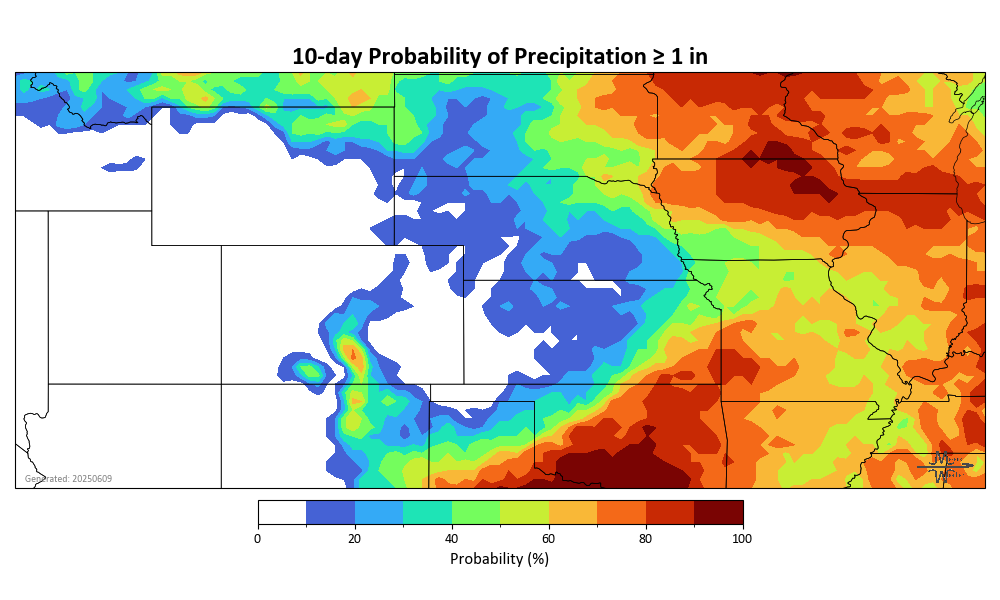 10-day Probability of Precipitation ≥ 1 in
Generated: 20250609
0 20 40 60 80 100
Probability (%)